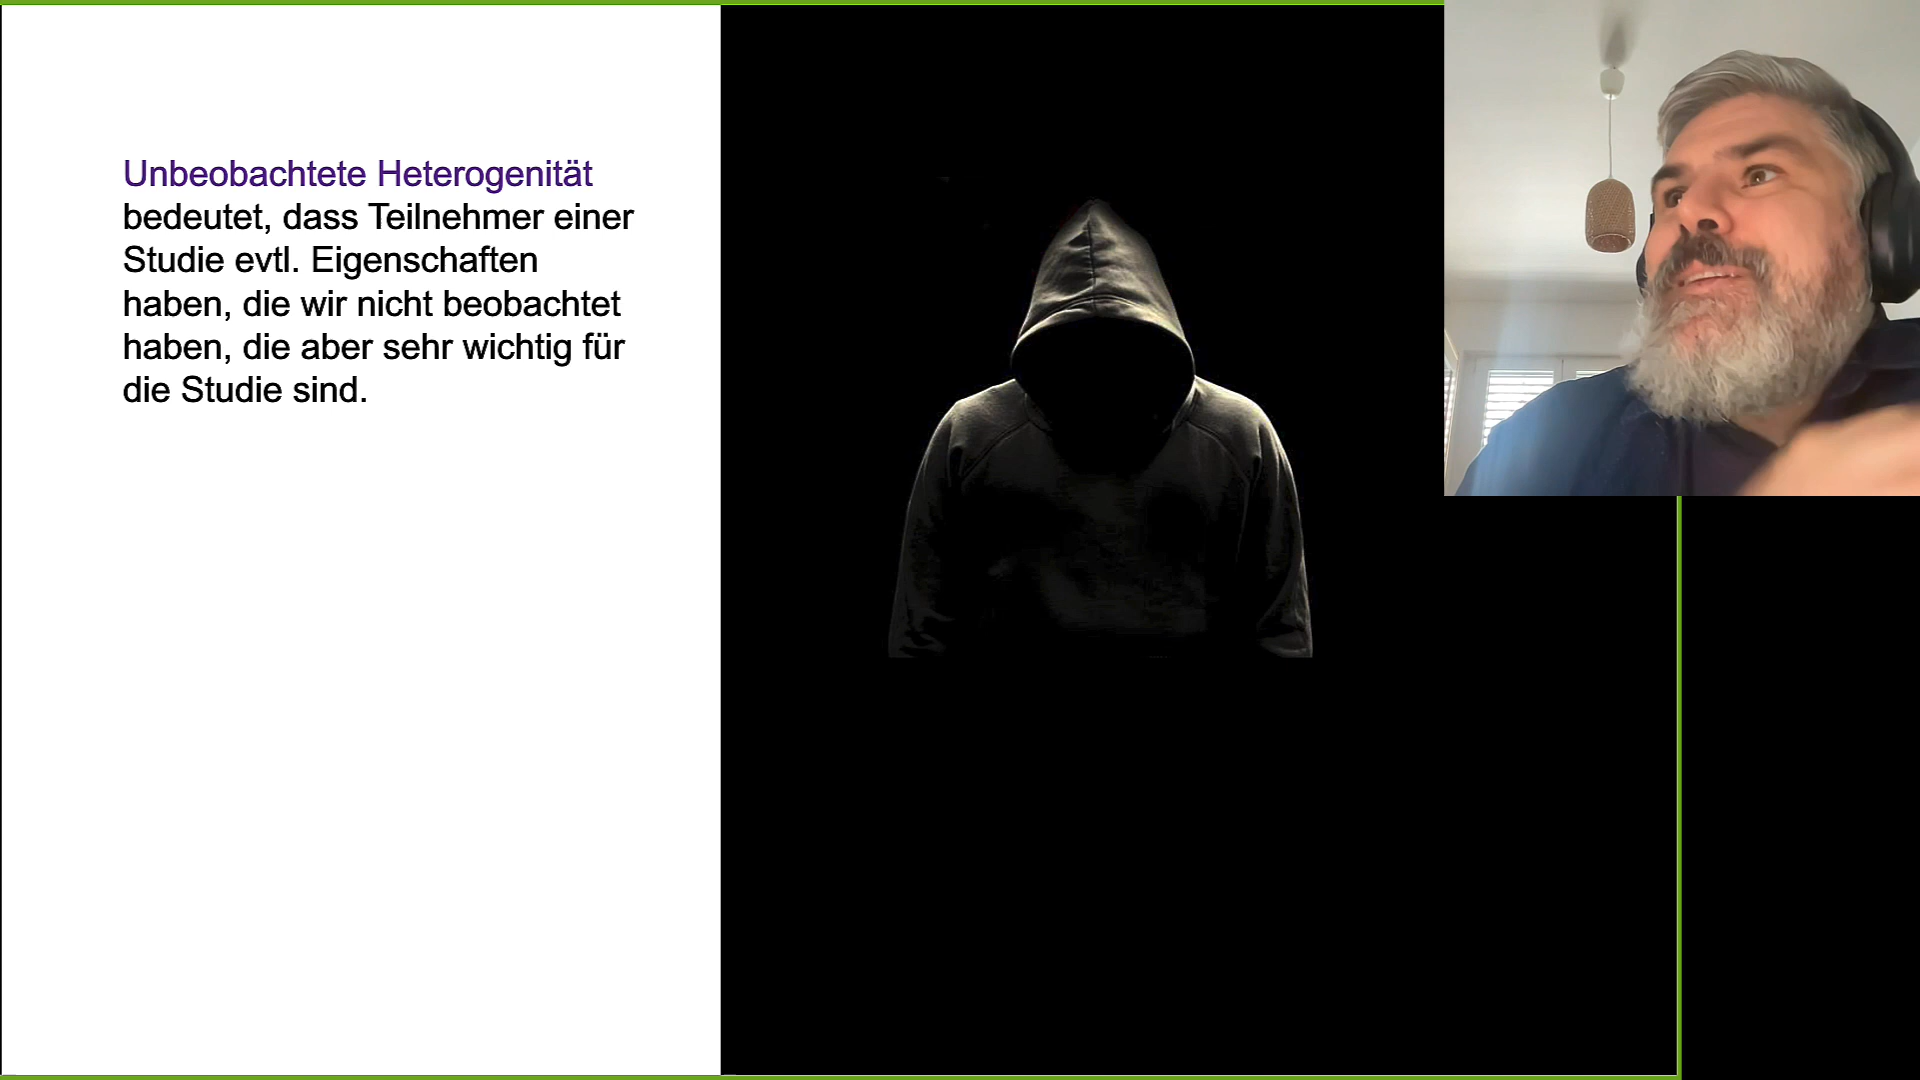 Unbeobachtete Heterogenität
bedeutet, dass Teilnehmer einer
Studie evtl. Eigenschaften
haben, die wir nicht beobachtet
haben, die aber sehr wichtig für
die Studie sind.